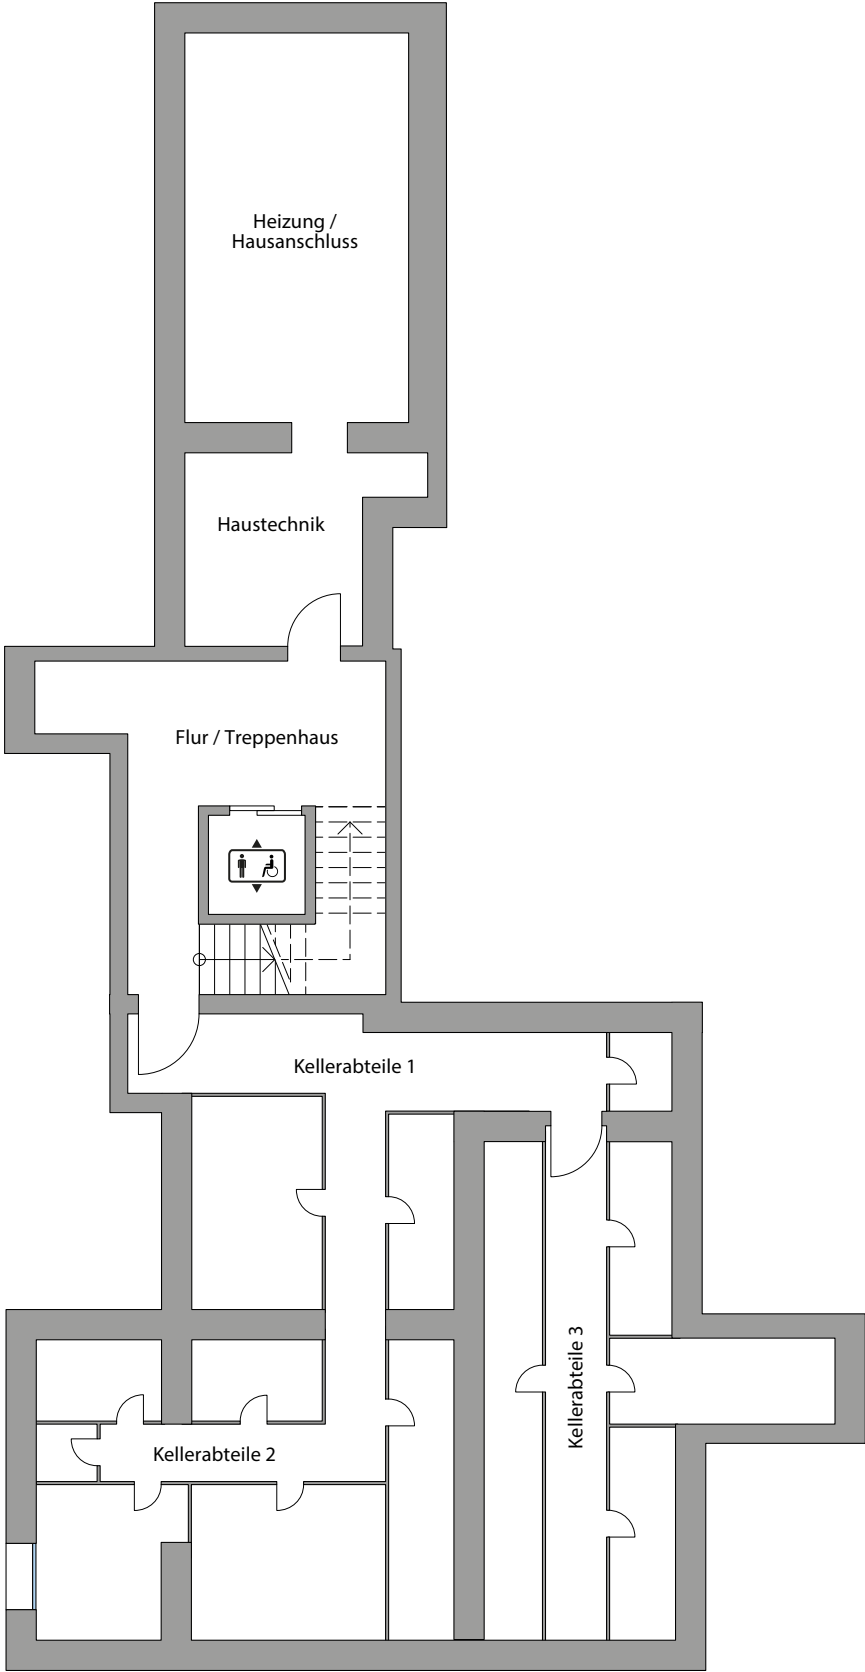 Heizung /
Hausanschluss
Haustechnik
Flur / Treppenhaus
Kellerabteile 1
Kellerabteile 3
Kellerabteile 2